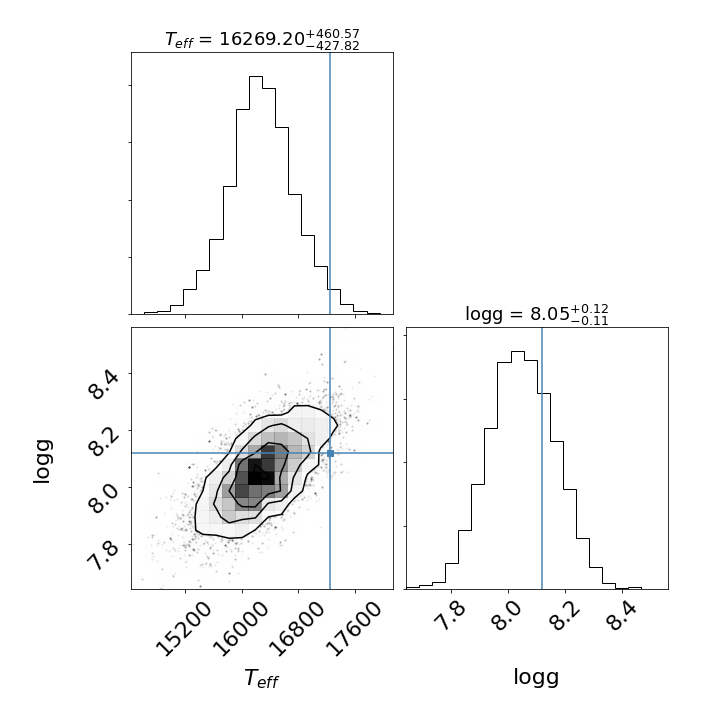 T_eff = 16269.20^{+460.57}_{-427.82}
logg = 8.05^{+0.12}_{-0.11}
logg
8.4
8.2
8.0
7.8
15200 16000 16800 17600
7.8 8.0 8.2 8.4
T_eff
logg